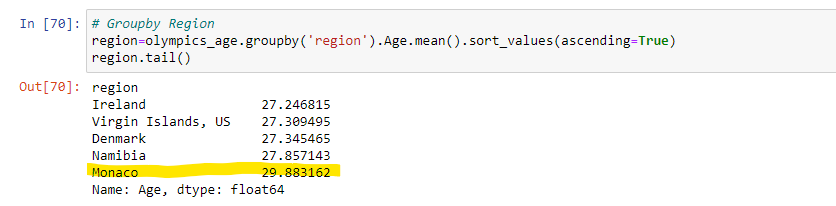 In [70]: # Groupby Region
region=olympics_age.groupby('region').Age.mean().sort_values(ascending=True)
region.tail()
Out[70]: region
Ireland 27.246815
Virgin Islands, US 27.309495
Denmark 27.345465
Namibia 27.857143
Monaco 29.883162
Name: Age, dtype: float64